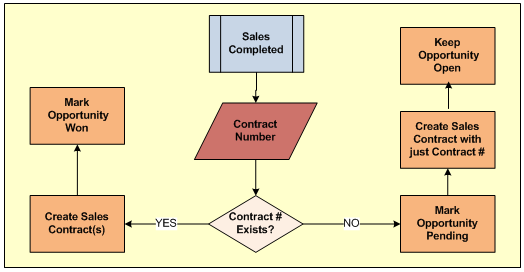 Sales
Completed
Keep
Opportunity
Open
Mark
Opportunity
Won
Contract
Number
Create Sales
Contract with
just Contract #
Create Sales
Contract(s)
YES
Contract #
Exists?
NO
Mark
Opportunity
Pending